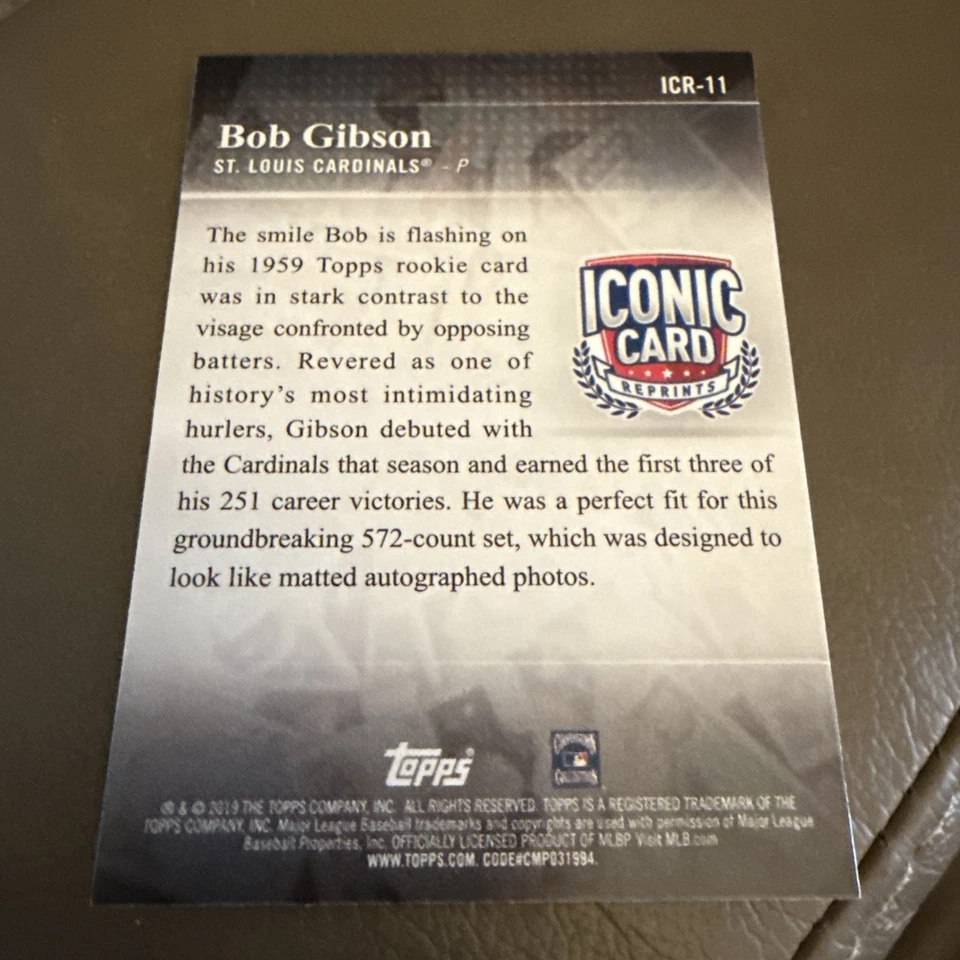 ICR-11
Bob Gibson
ST. LOUIS CARDINALS® - P
The smile Bob is flashing on
his 1959 Topps rookie card
was in stark contrast to the
visage confronted by opposing
batters. Revered as one of
history's most intimidating
hurlers, Gibson debuted with
the Cardinals that season and earned the first three of
his 251 career victories. He was a perfect fit for this
groundbreaking 572-count set, which was designed to
look like matted autographed photos.
ICONIC
CARD
REPRINTS
topps®
® & © 2019 THE TOPPS COMPANY, INC. ALL RIGHTS RESERVED. TOPPS IS A REGISTERED TRADEMARK OF THE
TOPPS COMPANY, INC. Major League Baseball trademarks and copyrights are used with permission of Major League
Baseball Properties, Inc. OFFICIALLY LICENSED PRODUCT OF MLBP Visit MLB.com
WWW.TOPPS.COM. CODE#CMP031994.